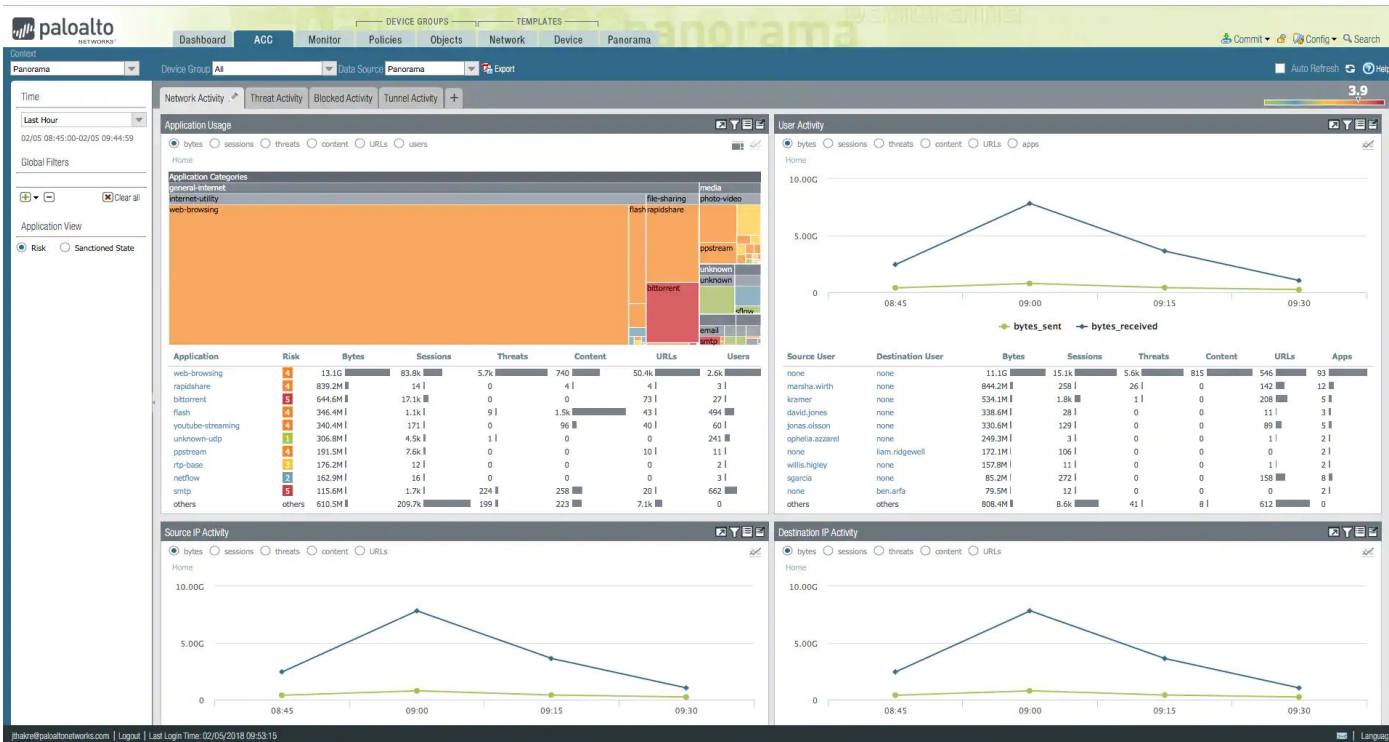 paloalto NETWORKS
DEVICE GROUPS TEMPLATES
Dashboard ACC Monitor Policies Objects Network Device Panorama
panorama
Commit Config Search
Context
Panorama Device Group All Data Source Panorama Export Auto Refresh Help
Time
Network Activity Threat Activity Blocked Activity Tunnel Activity + 3.9
Last Hour
02/05 08:45:00-02/05 09:44:59
Global Filters
Clear all
Application View
Risk Sanctioned State
Application Usage
bytes sessions threats content URLs users
Home
Application Categories
general-internet media
internet-utility file-sharing photo-video
web-browsing flash rapidshare
ppstream
unknown
unknown
bittorrent
sflow
email
smtp
Application Risk Bytes Sessions Threats Content URLs Users
web-browsing 4 13.1G 83.8k 5.7k 740 50.4k 2.6k
rapidshare 4 839.2M 14 0 4 4 3
bittorrent 5 644.6M 17.1k 0 0 73 27
flash 4 346.4M 1.1k 9 1.5k 43 494
youtube-streaming 4 340.4M 171 0 96 40 60
unknown-udp 1 306.8M 4.5k 1 0 0 241
ppstream 4 191.5M 7.6k 0 0 10 11
rtp-base 3 176.2M 12 0 0 0 2
netflow 2 162.9M 16 0 0 0 3
smtp 5 115.6M 1.7k 224 258 20 662
others others 610.5M 209.7k 199 223 7.1k 0
User Activity
bytes sessions threats content URLs apps
Home
10.00G
5.00G
0
08:45 09:00 09:15 09:30
bytes_sent bytes_received
Source User Destination User Bytes Sessions Threats Content URLs Apps
none none 11.1G 15.1k 5.6k 815 546 93
marsha.wirth none 844.2M 258 26 0 142 12
kramer none 534.1M 1.8k 1 0 208 5
david.jones none 338.6M 28 0 0 11 3
jonas.olsson none 330.6M 129 0 0 89 5
ophelia.azzarel none 249.3M 3 0 0 1 2
none liam.ridgewell 172.1M 106 0 0 0 2
willis.higley none 157.8M 11 0 0 1 2
sgarcia none 85.2M 272 0 0 158 8
none ben.arfa 79.5M 12 0 0 0 2
others others 808.4M 8.6k 41 8 612 0
Source IP Activity
bytes sessions threats content URLs
Home
10.00G
5.00G
0
08:45 09:00 09:15 09:30
Destination IP Activity
bytes sessions threats content URLs
Home
10.00G
5.00G
0
08:45 09:00 09:15 09:30
jthakre@paloaltonetworks.com | Logout | Last Login Time: 02/05/2018 09:53:15 | Languag